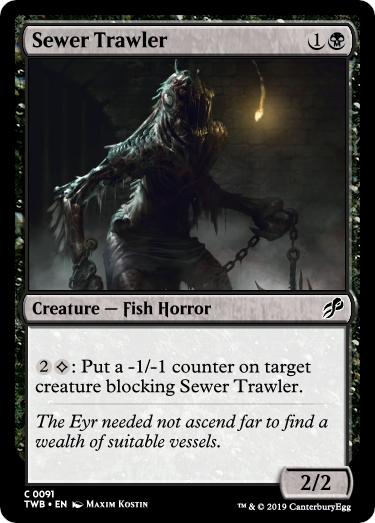 Sewer Trawler 1
Creature — Fish Horror
2 : Put a -1/-1 counter on target
creature blocking Sewer Trawler.
The Eyr needed not ascend far to find a
wealth of suitable vessels.
2/2
C 0091
TWB • EN Maxim Kostin
™ & © 2019 CanterburyEgg